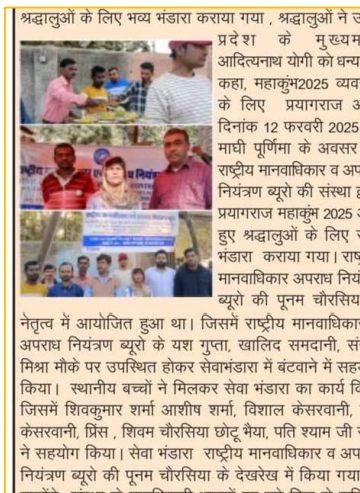 श्रद्धालुओं के लिए भव्य भंडारा कराया गया , श्रद्धालुओं ने
प्रदेश के मुख्यम
आदित्यनाथ योगी को धन्य
कहा, महाकुंभ2025 व्यव
के लिए प्रयागराज
दिनांक 12 फरवरी 2025
माघी पूर्णिमा के अवसर
राष्ट्रीय मानवाधिकार व अप
नियंत्रण ब्यूरो की संस्था
प्रयागराज महाकुंभ 2025
हुए श्रद्धालुओं के लिए
भंडारा कराया गया। राष्
मानवाधिकार अपराध निय
ब्यूरो की पूनम चौरसिय
नेतृत्व में आयोजित हुआ था। जिसमें राष्ट्रीय मानवाधिकार
अपराध नियंत्रण ब्यूरो के यश गुप्ता, खालिद समदानी, सं
मिश्रा मौके पर उपस्थित होकर सेवाभंडारा में बंटवाने में सह
किया। स्थानीय बच्चों ने मिलकर सेवा भंडारा का कार्य कि
जिसमें शिवकुमार शर्मा आशीष शर्मा, विशाल केसरवानी,
केसरवानी, प्रिंस , शिवम चौरसिया छोटू भैया, पति श्याम जी
ने सहयोग किया। सेवा भंडारा राष्ट्रीय मानवाधिकार व अप
नियंत्रण ब्यूरो की पूनम चौरसिया के देखरेख में किया गया